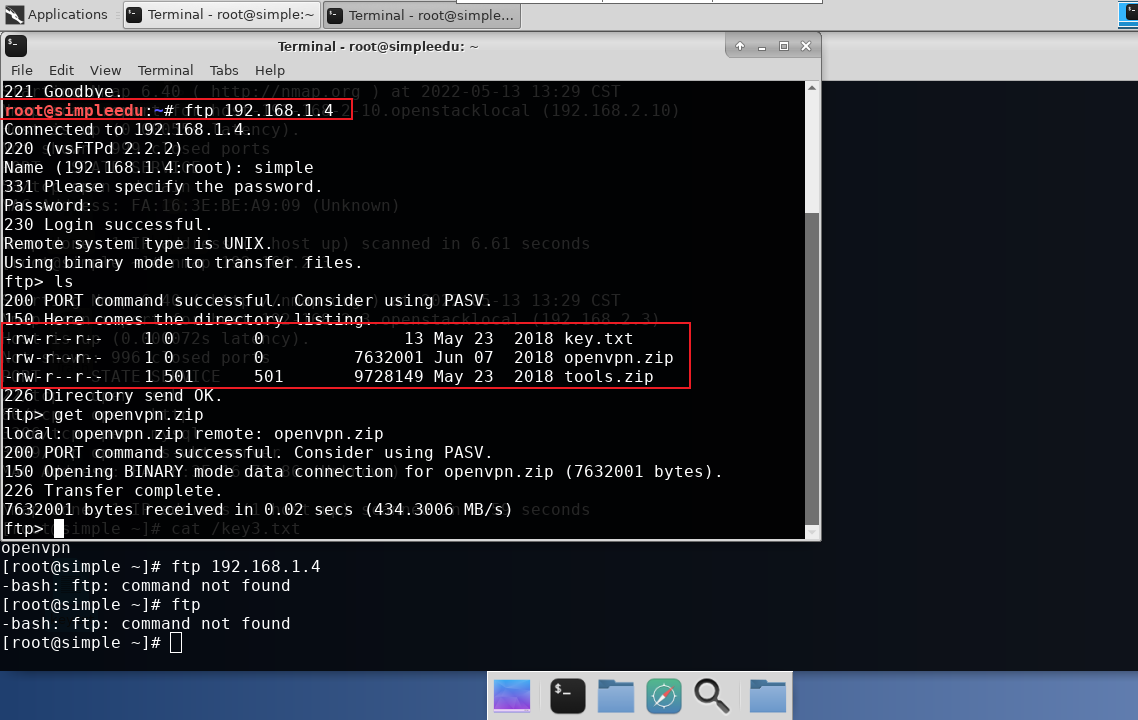 Applications
Terminal - root@simple:~
Terminal - root@simple...
Terminal - root@simpleedu: ~
File Edit View Terminal Tabs Help
221 Goodbye.
root@simpleedu:~# ftp 192.168.1.4
Connected to 192.168.1.4.
220 (vsFTPd 2.2.2)
Name (192.168.1.4:root): simple
331 Please specify the password.
Password:
230 Login successful.
Remote system type is UNIX.
Using binary mode to transfer files.
ftp> ls
200 PORT command successful. Consider using PASV.
150 Here comes the directory listing.
-rw-r--r-- 1 0 0 13 May 23 2018 key.txt
-rw-r--r-- 1 0 0 7632001 Jun 07 2018 openvpn.zip
-rw-r--r-- 1 501 501 9728149 May 23 2018 tools.zip
226 Directory send OK.
ftp> get openvpn.zip
local: openvpn.zip remote: openvpn.zip
200 PORT command successful. Consider using PASV.
150 Opening BINARY mode data connection for openvpn.zip (7632001 bytes).
226 Transfer complete.
7632001 bytes received in 0.02 secs (434.3006 MB/s)
ftp>
openvpn
[root@simple ~]# ftp 192.168.1.4
-bash: ftp: command not found
[root@simple ~]# ftp
-bash: ftp: command not found
[root@simple ~]#